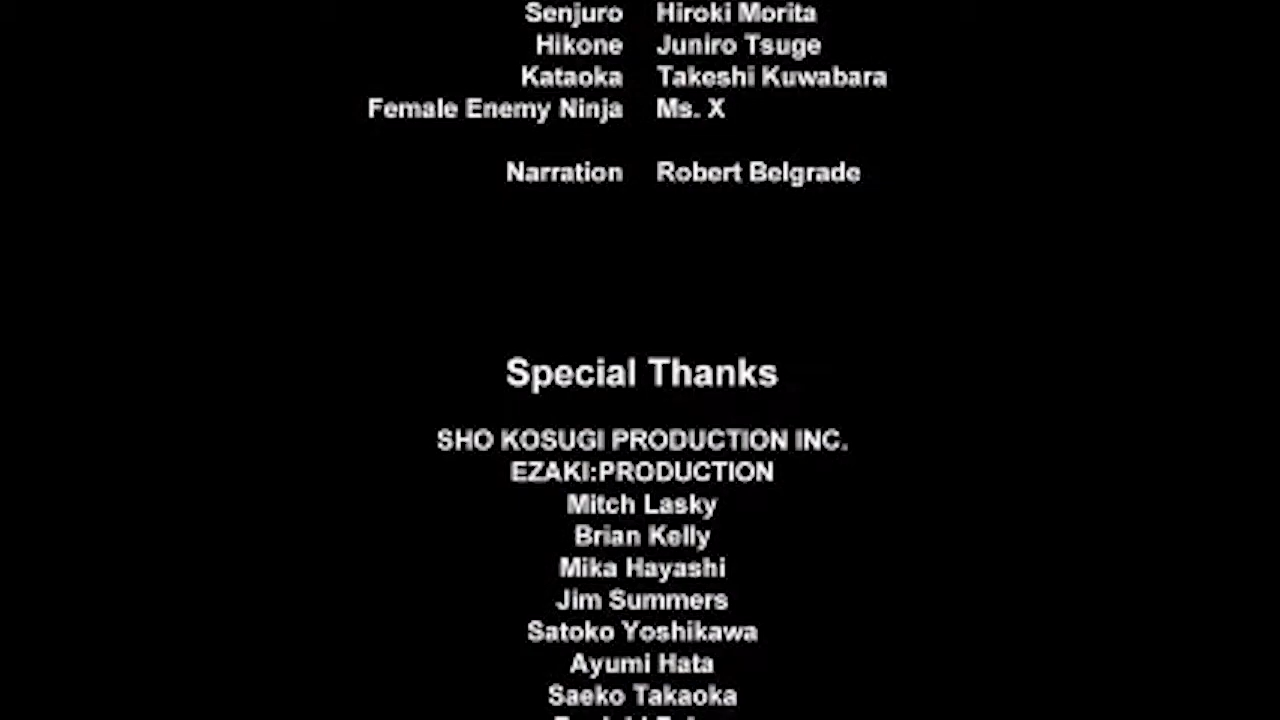 Senjuro Hiroki Morita
Hikone Juniro Tsuge
Kataoka Takeshi Kuwabara
Female Enemy Ninja Ms. X
Narration Robert Belgrade
Special Thanks
SHO KOSUGI PRODUCTION INC.
EZAKI:PRODUCTION
Mitch Lasky
Brian Kelly
Mika Hayashi
Jim Summers
Satoko Yoshikawa
Ayumi Hata
Saeko Takaoka